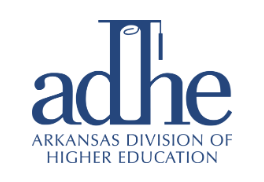 adhe
ARKANSAS DIVISION OF
HIGHER EDUCATION